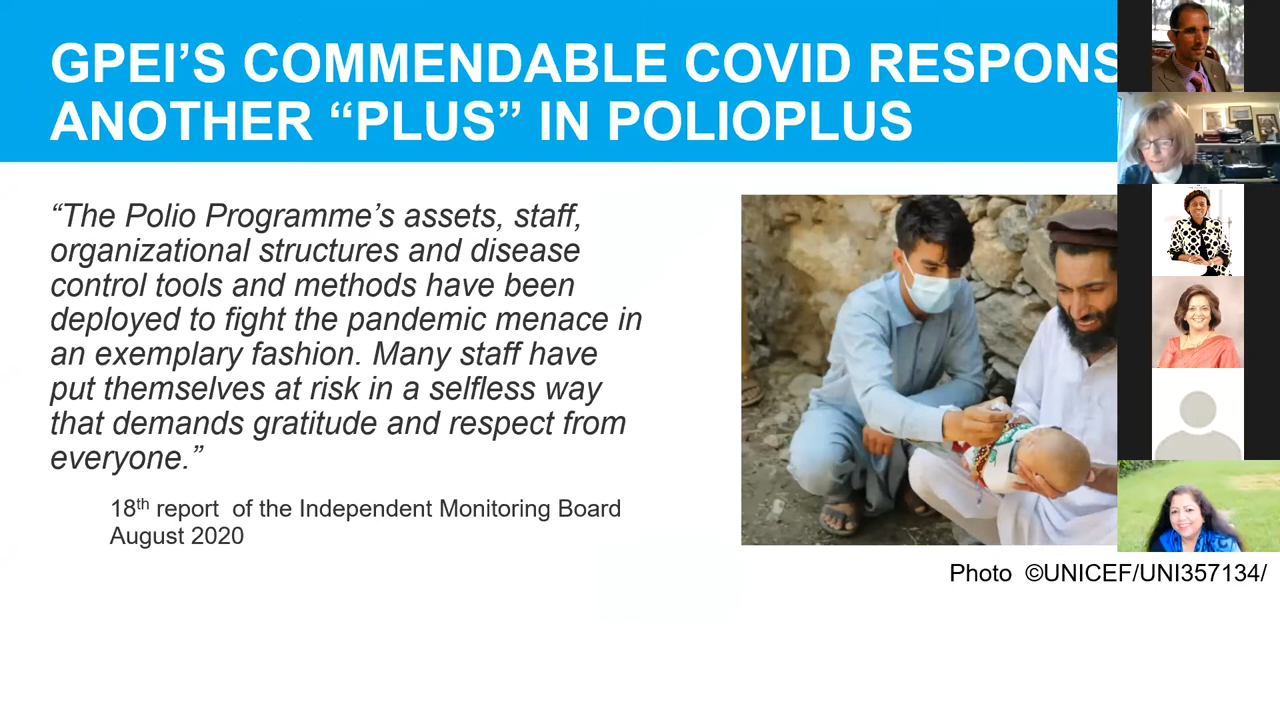 GPEI’S COMMENDABLE COVID RESPONS
ANOTHER “PLUS” IN POLIOPLUS
“The Polio Programme’s assets, staff,
organizational structures and disease
control tools and methods have been
deployed to fight the pandemic menace in
an exemplary fashion. Many staff have
put themselves at risk in a selfless way
that demands gratitude and respect from
everyone.”
18th report of the Independent Monitoring Board
August 2020
Photo ©UNICEF/UNI357134/